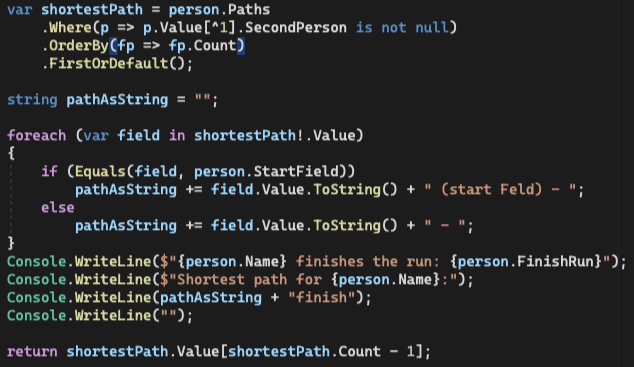 var shortestPath = person.Paths
    .Where(p => p.Value[^1].SecondPerson is not null)
    .OrderBy(fp => fp.Count)
    .FirstOrDefault();

string pathAsString = "";

foreach (var field in shortestPath!.Value)
{
    if (Equals(field, person.StartField))
        pathAsString += field.Value.ToString() + " (start Feld) - ";
    else
        pathAsString += field.Value.ToString() + " - ";
}
Console.WriteLine($"{person.Name} finishes the run: {person.FinishRun}");
Console.WriteLine($"Shortest path for {person.Name}:");
Console.WriteLine(pathAsString + "finish");
Console.WriteLine("");

return shortestPath.Value[shortestPath.Count - 1];